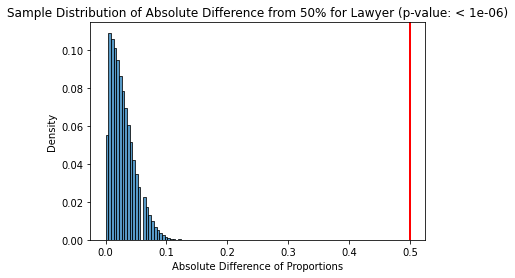 Sample Distribution of Absolute Difference from 50% for Lawyer (p-value: < 1e-06)
0.10
0.08
0.06
0.04
0.02
0.00
Density
0.0 0.1 0.2 0.3 0.4 0.5
Absolute Difference of Proportions